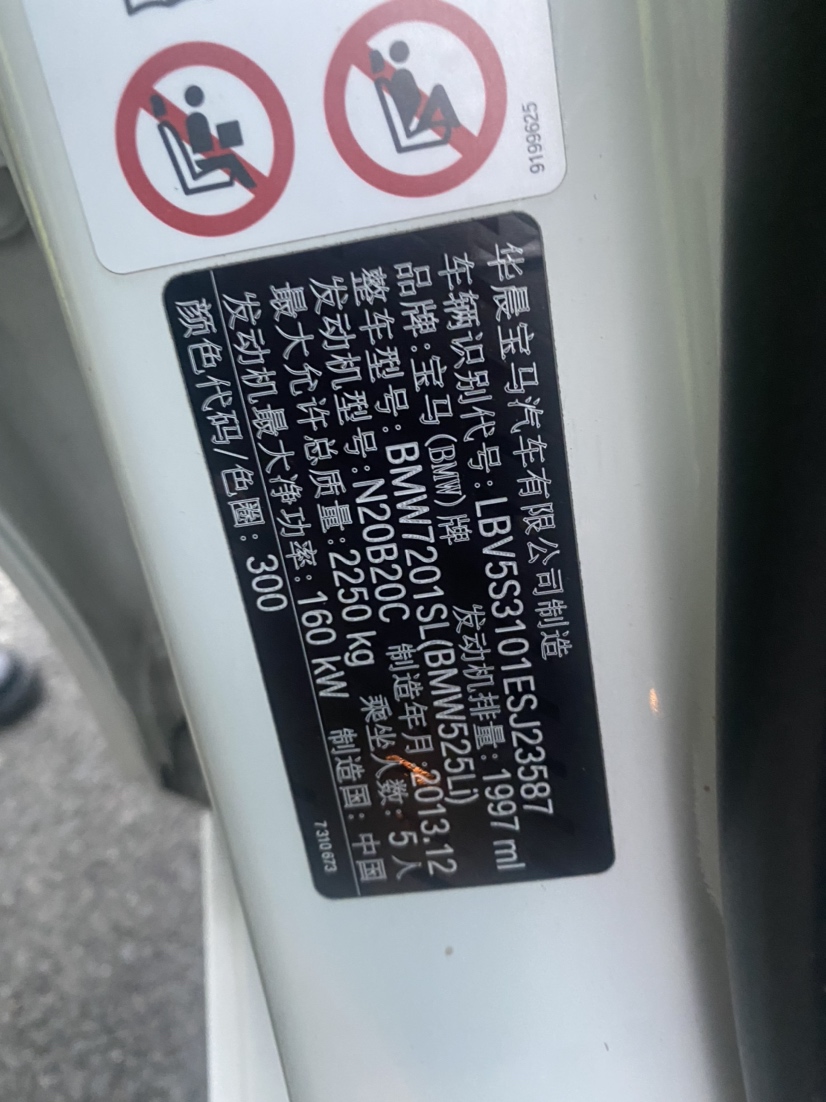 9199625
华晨宝马汽车有限公司制造
车辆识别代号:LBV5S3101ESJ23587
品牌:宝马(BMW)牌 发动机排量:1997 ml
整车型号:BMW7201SL(BMW525Li)
发动机型号:N20B20C 制造年月:2013.12
最大允许总质量:2250 kg 乘坐人数:5人
发动机最大净功率:160 kW 制造国:中国
颜色代码/色圈:300
7310673